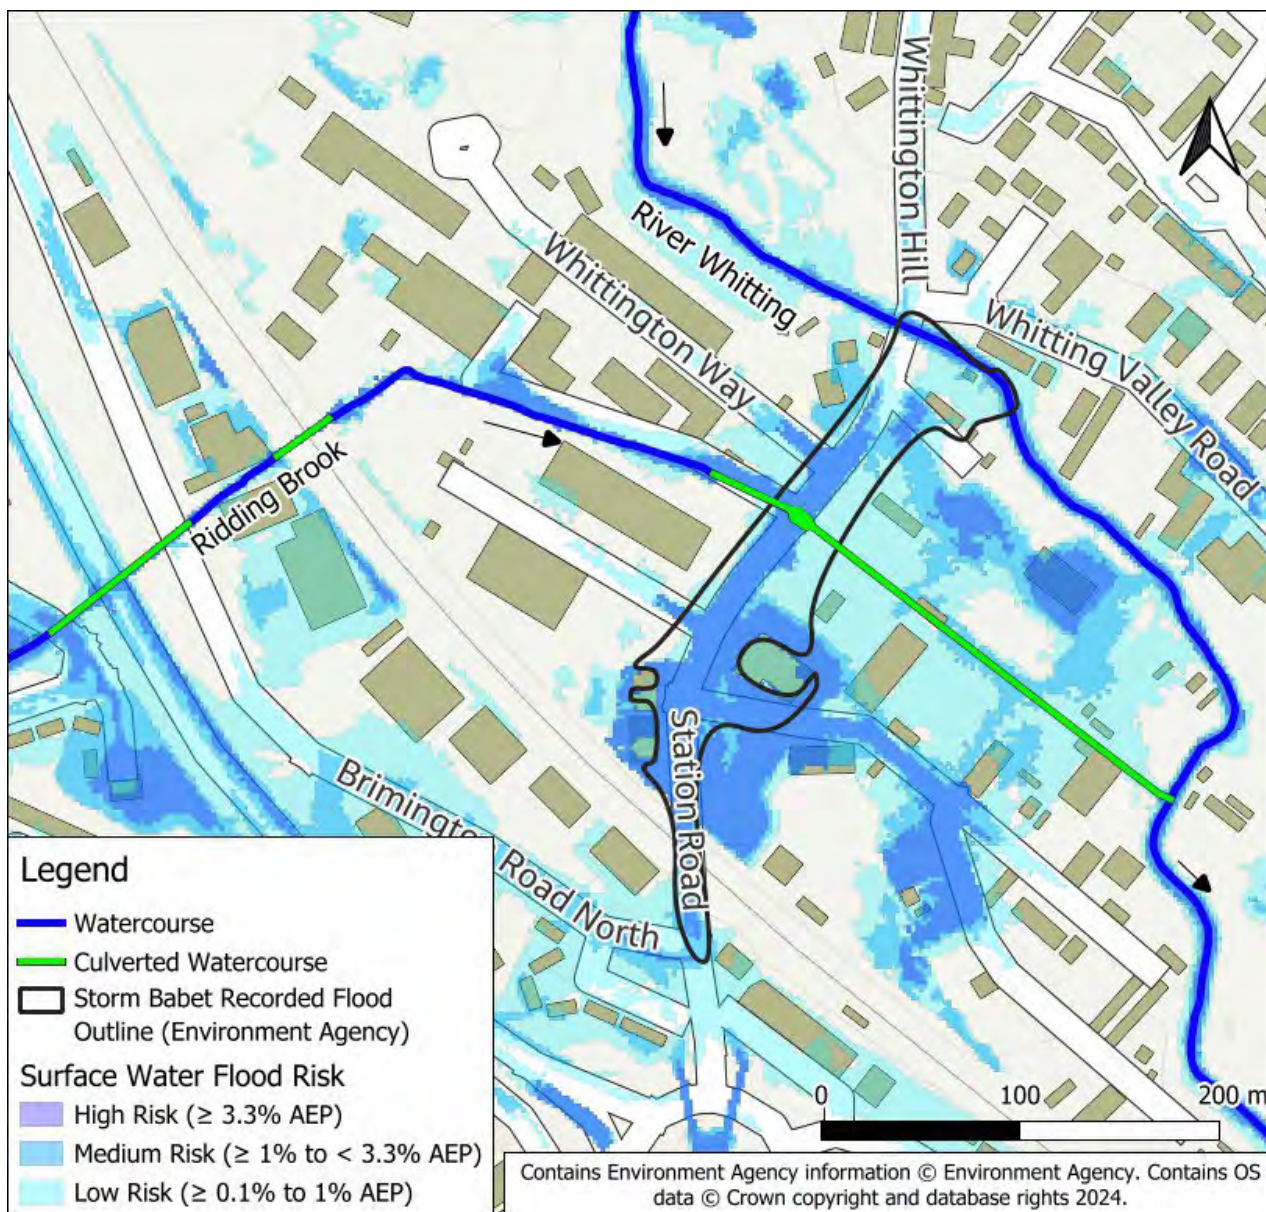 Whittington Hill
River Whitting
Whittington Way
Whitting Valley Road
Ridding Brook
Station Road
Brimington Road North
Legend
Watercourse
Culverted Watercourse
Storm Babet Recorded Flood
Outline (Environment Agency)
Surface Water Flood Risk
High Risk (≥ 3.3% AEP)
Medium Risk (≥ 1% to < 3.3% AEP)
Low Risk (≥ 0.1% to 1% AEP)
0 100 200 m
Contains Environment Agency information © Environment Agency. Contains OS
data © Crown copyright and database rights 2024.